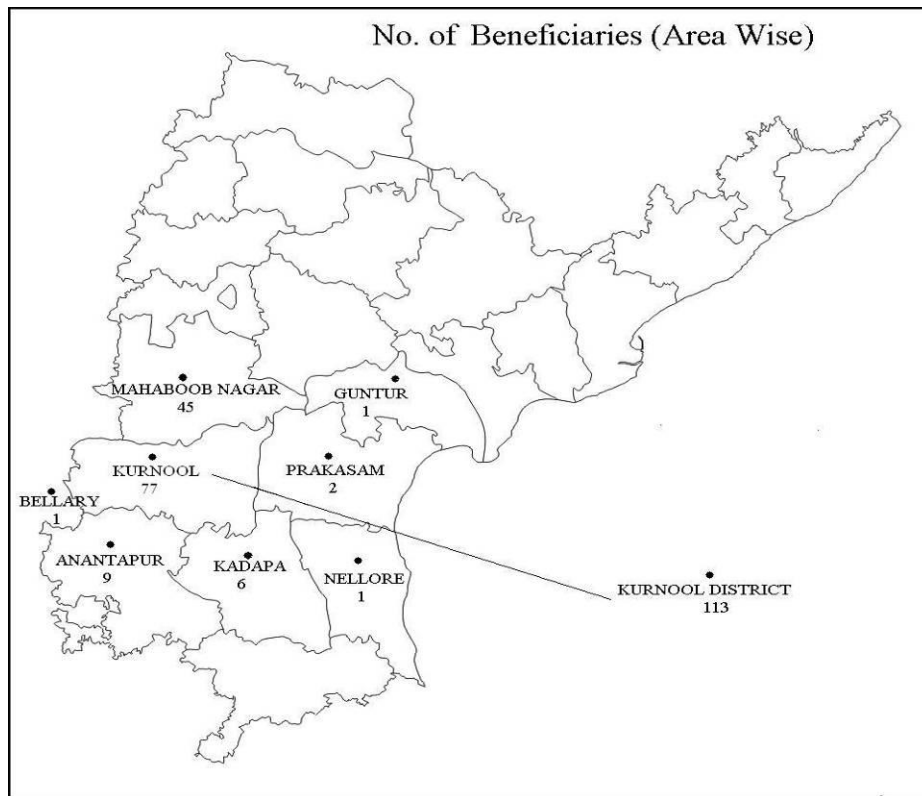 No. of Beneficiaries (Area Wise)
MAHABOOB NAGAR
45
GUNTUR
1
KURNOOL
77
PRAKASAM
2
BELLARY
1
ANANTAPUR
9
KADAPA
6
NELLORE
1
KURNOOL DISTRICT
113